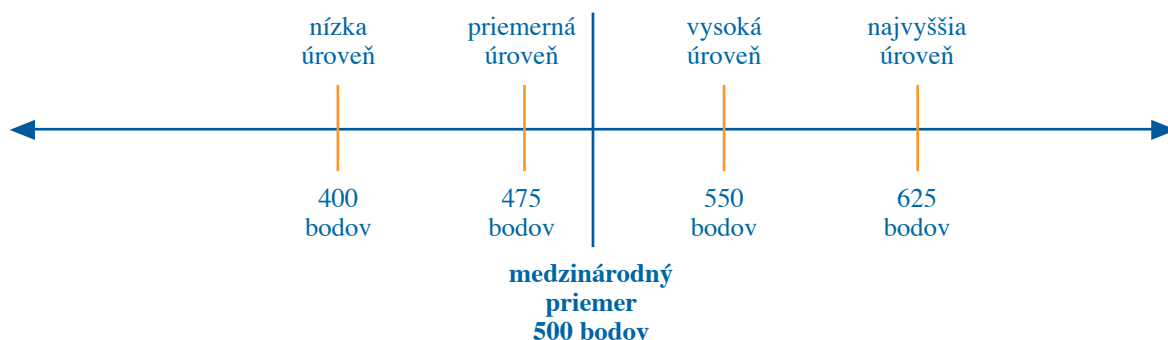 nízka
úroveň
priemerná
úroveň
vysoká
úroveň
najvyššia
úroveň
400
bodov
475
bodov
550
bodov
625
bodov
medzinárodný
priemer
500 bodov